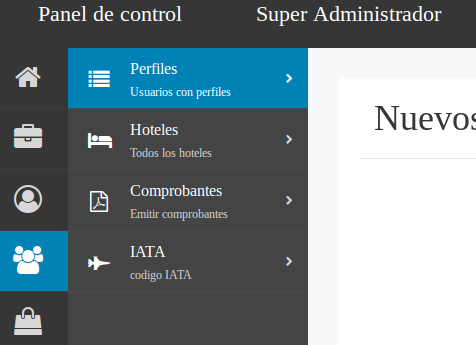 Panel de control
Super Administrador
Perfiles
Usuarios con perfiles
Hoteles
Todos los hoteles
Comprobantes
Emitir comprobantes
IATA
codigo IATA
Nuevos